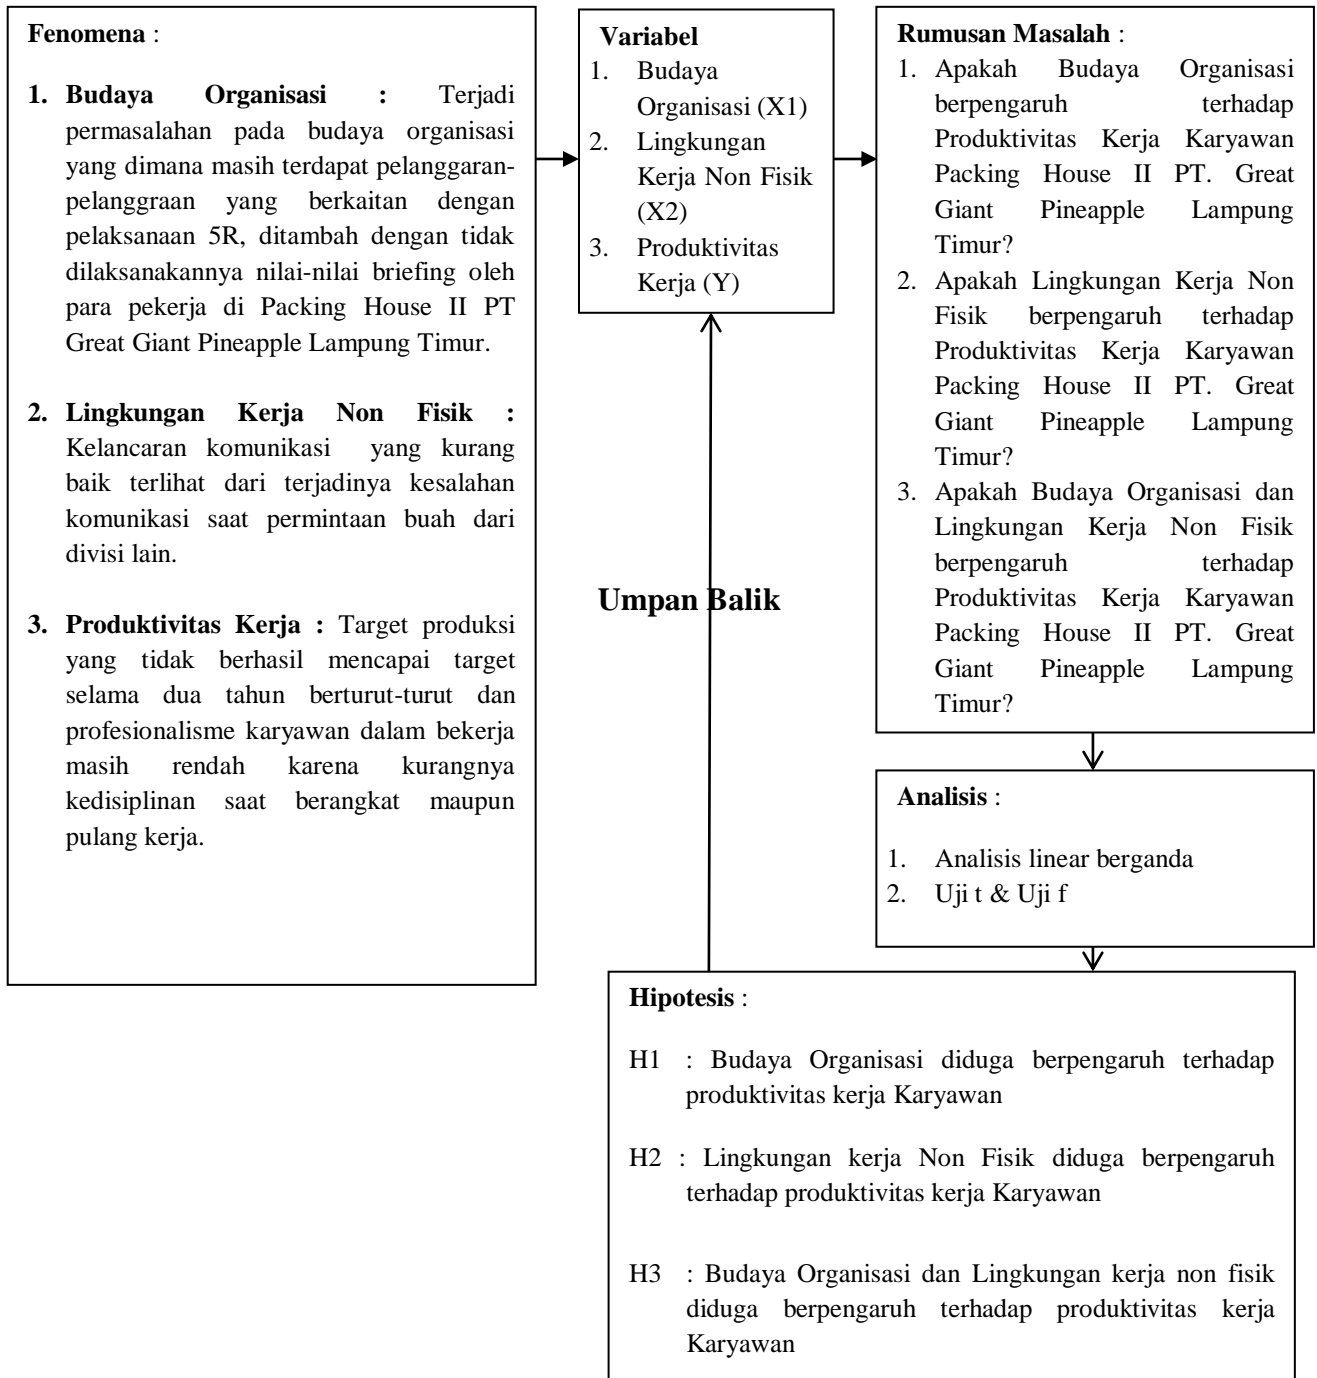 Fenomena :
1. Budaya Organisasi : Terjadi
permasalahan pada budaya organisasi
yang dimana masih terdapat pelanggaran-
pelanggraan yang berkaitan dengan
pelaksanaan 5R, ditambah dengan tidak
dilaksanakannya nilai-nilai briefing oleh
para pekerja di Packing House II PT
Great Giant Pineapple Lampung Timur.
2. Lingkungan Kerja Non Fisik :
Kelancaran komunikasi yang kurang
baik terlihat dari terjadinya kesalahan
komunikasi saat permintaan buah dari
divisi lain.
3. Produktivitas Kerja : Target produksi
yang tidak berhasil mencapai target
selama dua tahun berturut-turut dan
profesionalisme karyawan dalam bekerja
masih rendah karena kurangnya
kedisiplinan saat berangkat maupun
pulang kerja.
Variabel
1. Budaya
Organisasi (X1)
2. Lingkungan
Kerja Non Fisik
(X2)
3. Produktivitas
Kerja (Y)
Rumusan Masalah :
1. Apakah Budaya Organisasi
berpengaruh terhadap
Produktivitas Kerja Karyawan
Packing House II PT. Great
Giant Pineapple Lampung
Timur?
2. Apakah Lingkungan Kerja Non
Fisik berpengaruh terhadap
Produktivitas Kerja Karyawan
Packing House II PT. Great
Giant Pineapple Lampung
Timur?
3. Apakah Budaya Organisasi dan
Lingkungan Kerja Non Fisik
berpengaruh terhadap
Produktivitas Kerja Karyawan
Packing House II PT. Great
Giant Pineapple Lampung
Timur?
Umpan Balik
Analisis :
1. Analisis linear berganda
2. Uji t & Uji f
Hipotesis :
H1 : Budaya Organisasi diduga berpengaruh terhadap
produktivitas kerja Karyawan
H2 : Lingkungan kerja Non Fisik diduga berpengaruh
terhadap produktivitas kerja Karyawan
H3 : Budaya Organisasi dan Lingkungan kerja non fisik
diduga berpengaruh terhadap produktivitas kerja
Karyawan